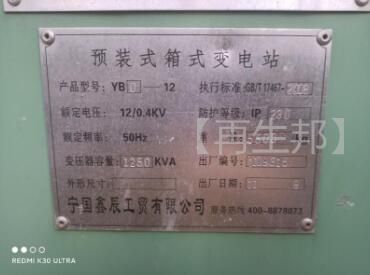 预装式箱式变电站
产品型号: YB□—12 执行标准: GB/T 17467-
额定电压: 12/0.4KV 防护等级: IP 23D
额定频率: 50Hz 重
变压器容量: 1250 KVA 出厂编号:
外形尺寸: 出厂日期:
宁国鑫辰工贸有限公司 服务热线 400-8878073
【再生邦】
REDMI K30 ULTRA